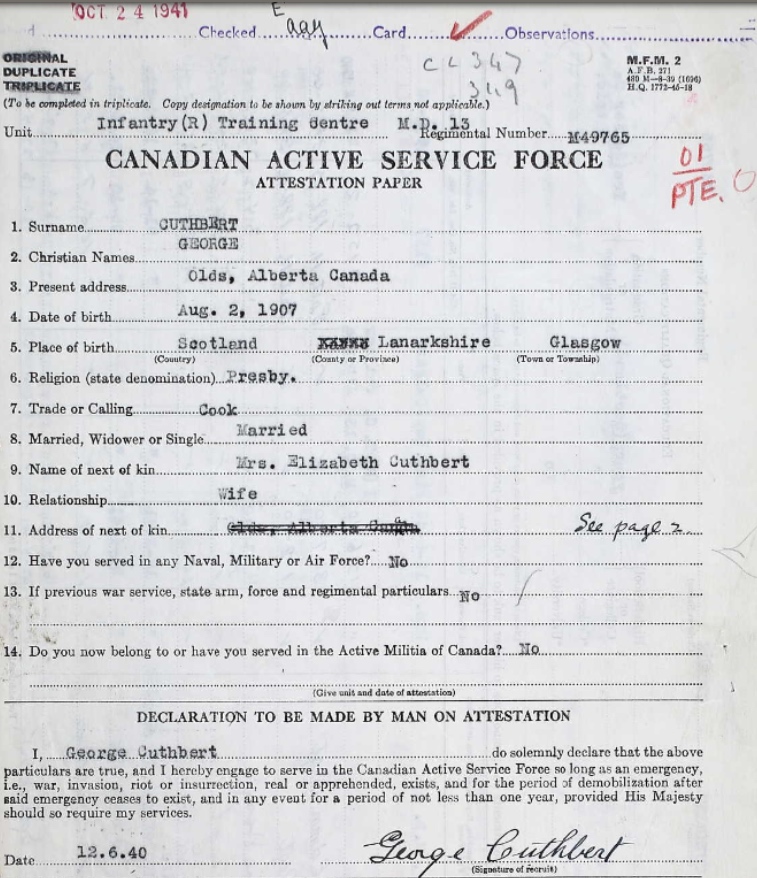 OCT 24 1941
Checked Card Observations
ORIGINAL
DUPLICATE
TRIPLICATE
CL 347
349
M.F.M. 2
A.F.B. 271
480 M—8-39 (1696)
H.Q. 1772-45-18
(To be completed in triplicate. Copy designation to be shown by striking out terms not applicable.)
Unit Infantry(R) Training Centre M.D. 13 Regimental Number M49765
CANADIAN ACTIVE SERVICE FORCE
ATTESTATION PAPER
01
PTE.
1. Surname CUTHBERT
2. Christian Names GEORGE
3. Present address Olds, Alberta Canada
4. Date of birth Aug. 2, 1907
5. Place of birth Scotland Lanarkshire Glasgow
(Country) (County or Province) (Town or Township)
6. Religion (state denomination) Presby.
7. Trade or Calling Cook
8. Married, Widower or Single Married
9. Name of next of kin Mrs. Elizabeth Cuthbert
10. Relationship Wife
11. Address of next of kin Olds, Alberta Canada See page 2
12. Have you served in any Naval, Military or Air Force? No
13. If previous war service, state arm, force and regimental particulars No
14. Do you now belong to or have you served in the Active Militia of Canada? No
(Give unit and date of attestation)
DECLARATION TO BE MADE BY MAN ON ATTESTATION
I, George Cuthbert do solemnly declare that the above
particulars are true, and I hereby engage to serve in the Canadian Active Service Force so long as an emergency,
i.e., war, invasion, riot or insurrection, real or apprehended, exists, and for the period of demobilization after
said emergency ceases to exist, and in any event for a period of not less than one year, provided His Majesty
should so require my services.
Date 12.6.40 George Cuthbert
(Signature of recruit)